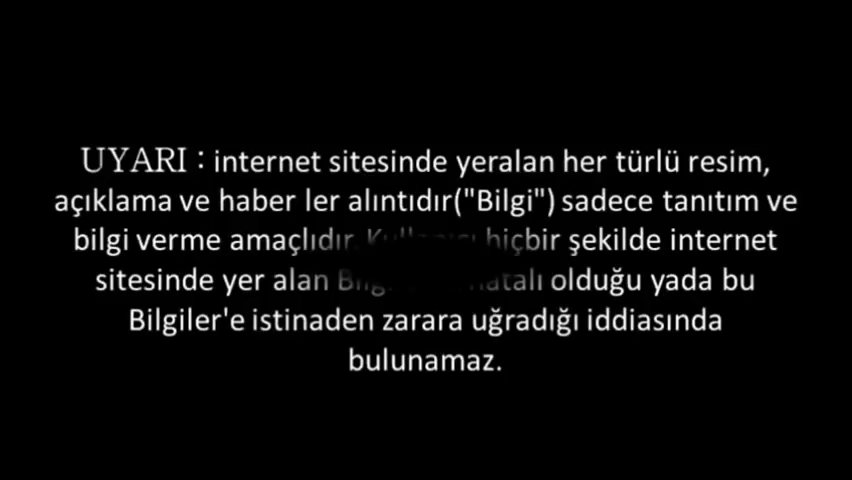 UYARI : internet sitesinde yeralan her türlü resim,
açıklama ve haber ler alıntıdır("Bilgi") sadece tanıtım ve
bilgi verme amaçlıdır. Kullanıcı hiçbir şekilde internet
sitesinde yer alan olduğu yada bu
Bilgiler'e istinaden zarara uğradığı iddiasında
bulunamaz.